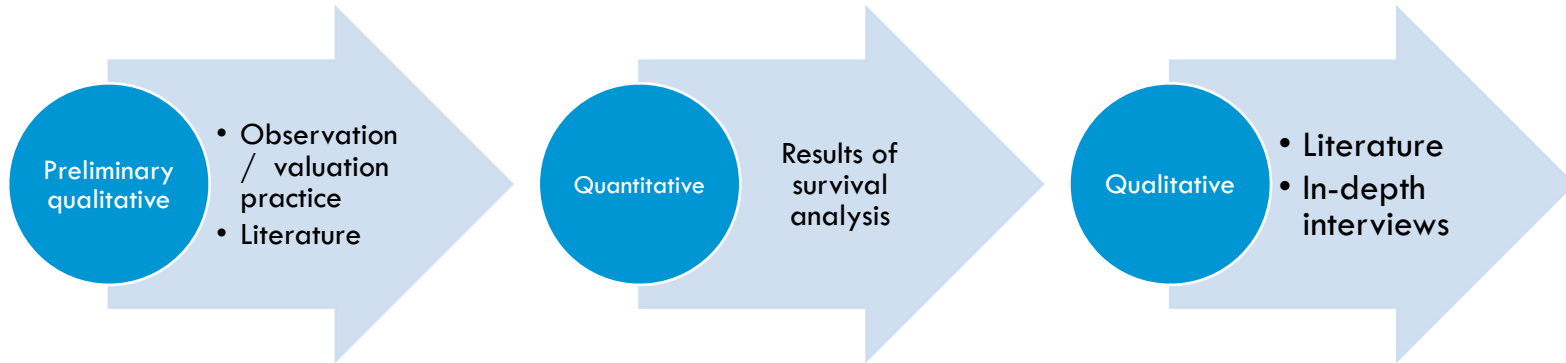 Preliminary
qualitative
• Observation
/ valuation
practice
• Literature
Quantitative
Results of
survival
analysis
Qualitative
• Literature
• In-depth
interviews